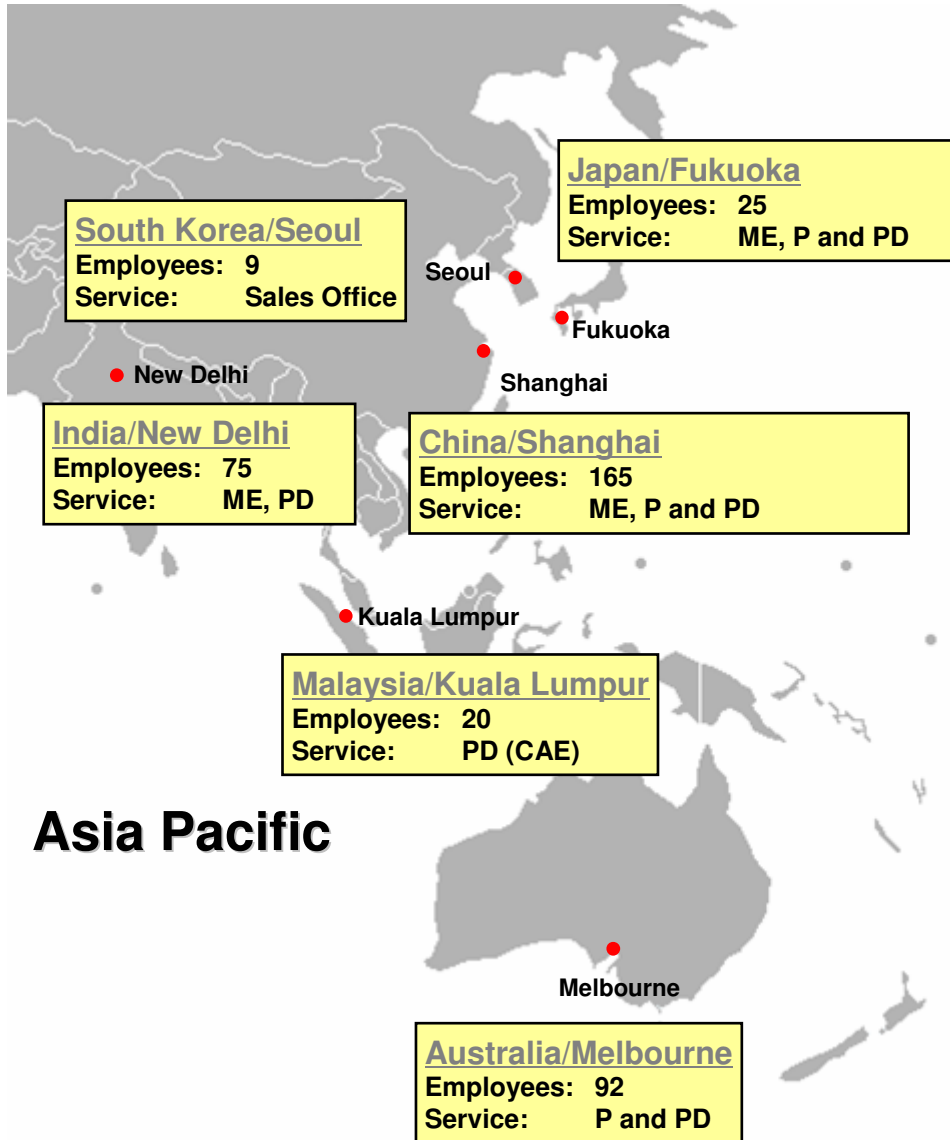 Japan/Fukuoka
Employees: 25
Service: ME, P and PD
South Korea/Seoul
Employees: 9
Service: Sales Office
Seoul
Fukuoka
New Delhi
Shanghai
India/New Delhi
Employees: 75
Service: ME, PD
China/Shanghai
Employees: 165
Service: ME, P and PD
Kuala Lumpur
Malaysia/Kuala Lumpur
Employees: 20
Service: PD (CAE)
Asia Pacific
Melbourne
Australia/Melbourne
Employees: 92
Service: P and PD